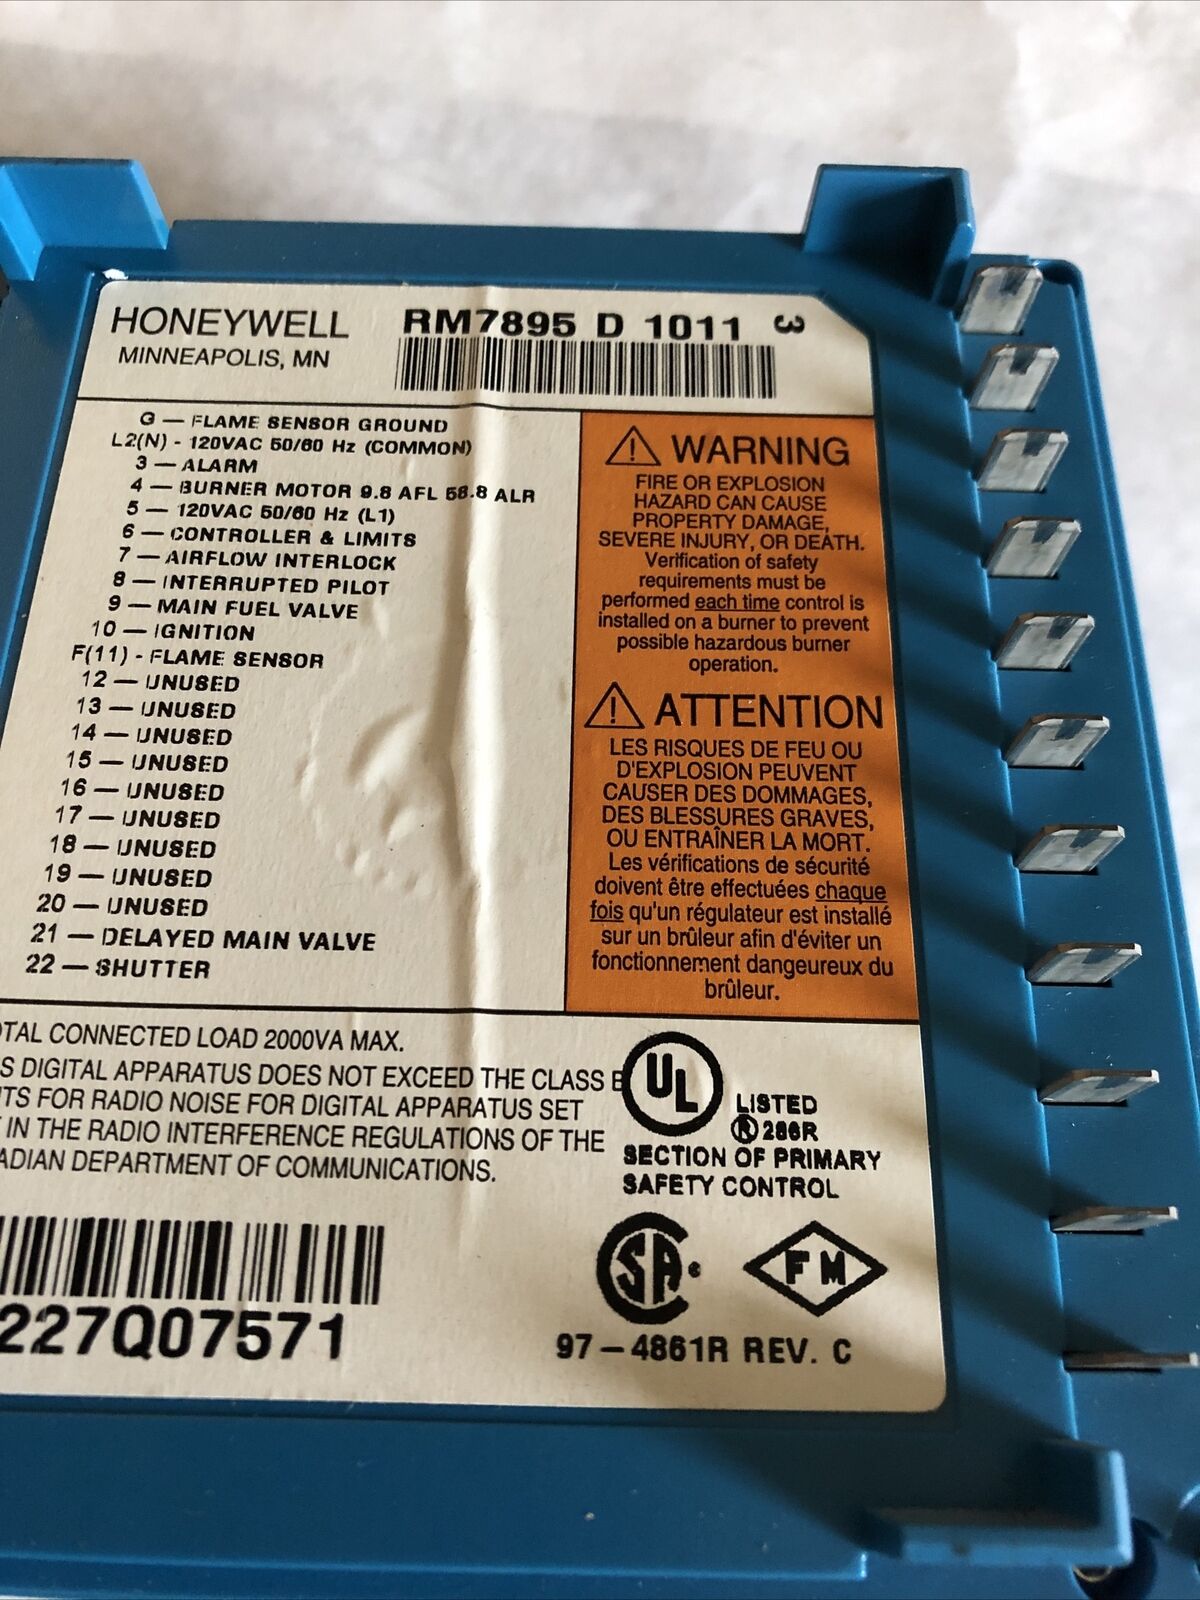 HONEYWELL
MINNEAPOLIS, MN
RM7895 D 1011 3
G — FLAME SENSOR GROUND
L2(N) - 120VAC 50/60 Hz (COMMON)
3 — ALARM
4 — BURNER MOTOR 9.8 AFL 58.8 ALR
5 — 120VAC 50/60 Hz (L1)
6 — CONTROLLER & LIMITS
7 — AIRFLOW INTERLOCK
8 — INTERRUPTED PILOT
9 — MAIN FUEL VALVE
10 — IGNITION
F(11) - FLAME SENSOR
12 — UNUSED
13 — UNUSED
14 — UNUSED
15 — UNUSED
16 — UNUSED
17 — UNUSED
18 — UNUSED
19 — UNUSED
20 — UNUSED
21 — DELAYED MAIN VALVE
22 — SHUTTER
WARNING
FIRE OR EXPLOSION
HAZARD CAN CAUSE
PROPERTY DAMAGE,
SEVERE INJURY, OR DEATH.
Verification of safety
requirements must be
performed each time control is
installed on a burner to prevent
possible hazardous burner
operation.
ATTENTION
LES RISQUES DE FEU OU
D'EXPLOSION PEUVENT
CAUSER DES DOMMAGES,
DES BLESSURES GRAVES,
OU ENTRAÎNER LA MORT.
Les vérifications de sécurité
doivent être effectuées chaque
fois qu'un régulateur est installé
sur un brûleur afin d'éviter un
fonctionnement dangeureux du
brûleur.
OTAL CONNECTED LOAD 2000VA MAX.
S DIGITAL APPARATUS DOES NOT EXCEED THE CLASS B
ITS FOR RADIO NOISE FOR DIGITAL APPARATUS SET
IN THE RADIO INTERFERENCE REGULATIONS OF THE
ADIAN DEPARTMENT OF COMMUNICATIONS.
UL
LISTED
® 286R
SECTION OF PRIMARY
SAFETY CONTROL
227Q07571
SA
FM
97-4861R REV. C